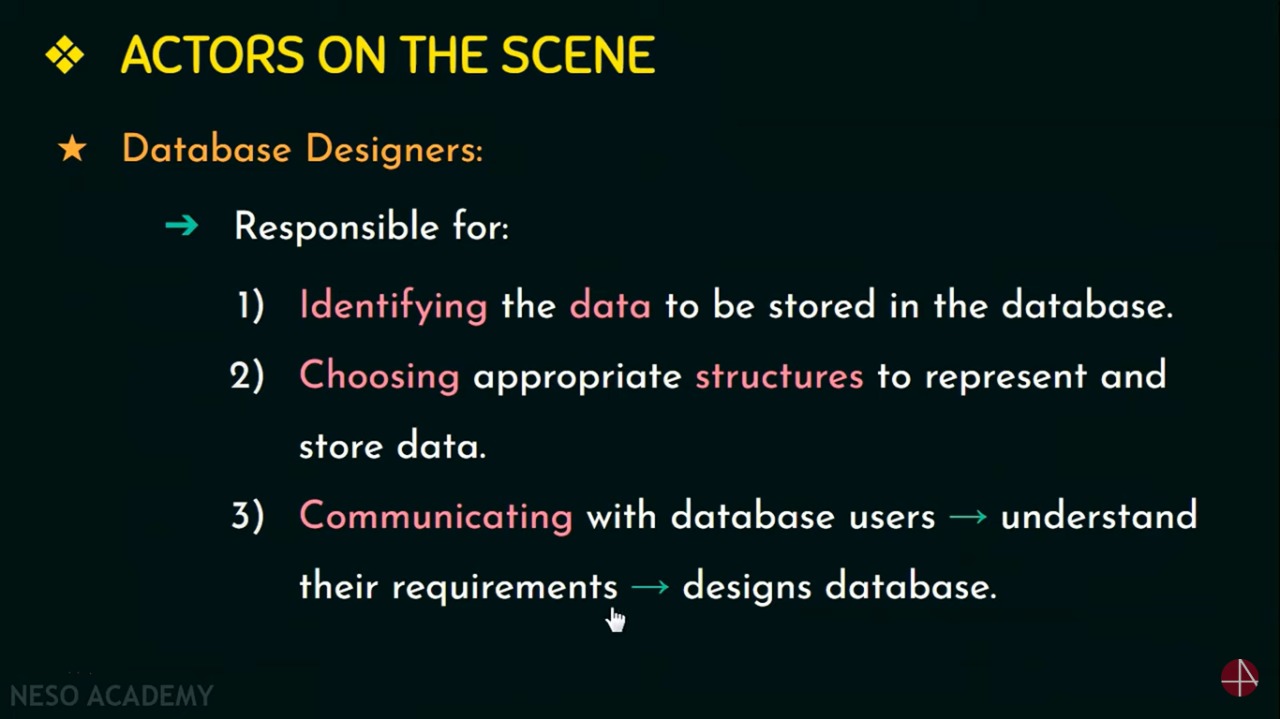 ❖ ACTORS ON THE SCENE
★ Database Designers:
➔ Responsible for:
1) Identifying the data to be stored in the database.
2) Choosing appropriate structures to represent and
store data.
3) Communicating with database users → understand
their requirements → designs database.
NESO ACADEMY